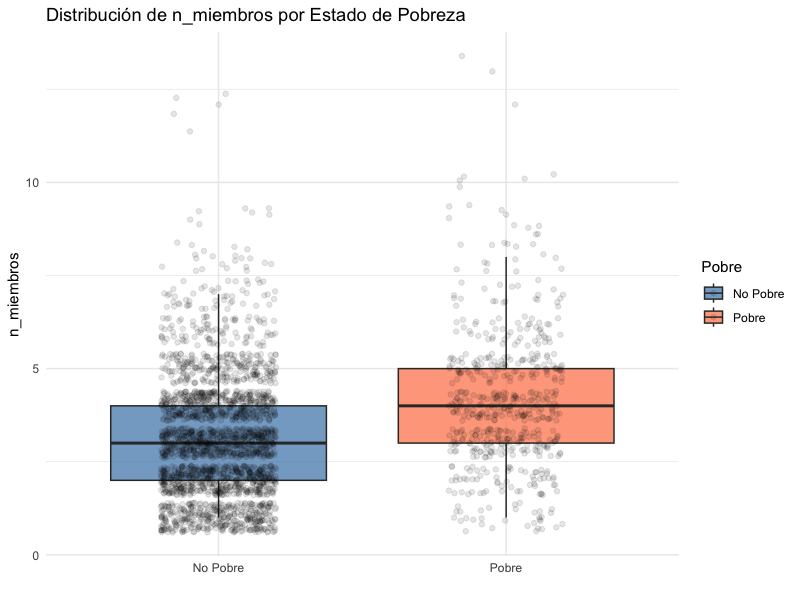 Distribución de n_miembros por Estado de Pobreza
n_miembros
10
5
0
No Pobre
Pobre
Pobre
No Pobre
Pobre